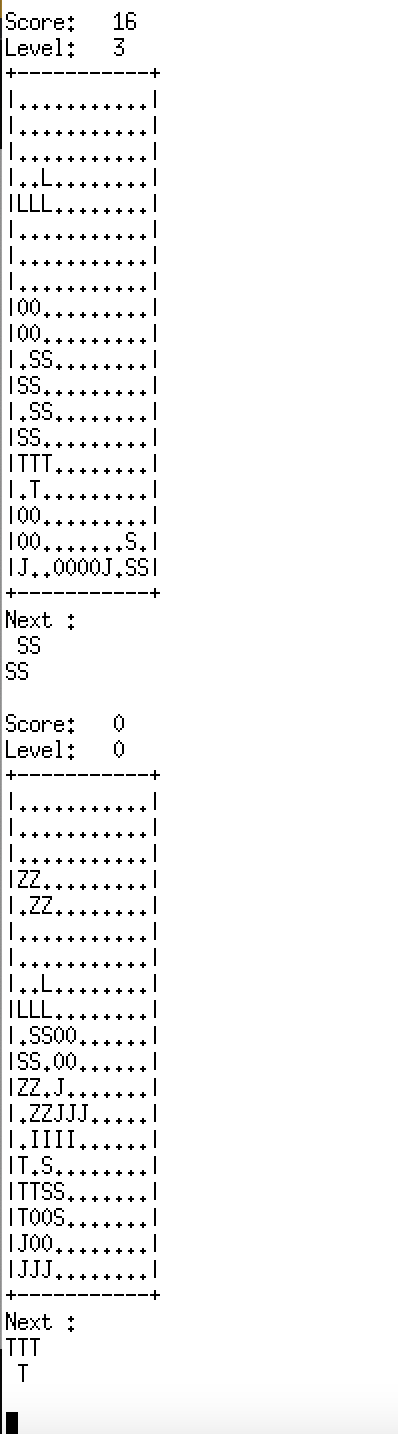 Score:   16
Level:   3
+-----------+
|...........|
|...........|
|...........|
|..L........|
|LLL........|
|...........|
|...........|
|...........|
|OO.........|
|OO.........|
|.SS........|
|SS.........|
|.SS........|
|SS.........|
|TTT........|
|.T.........|
|OO.........|
|OO.......S.|
|J..OOOOJ.SS|
+-----------+
Next :
 SS
SS

Score:   0
Level:   0
+-----------+
|...........|
|...........|
|...........|
|ZZ.........|
|.ZZ........|
|...........|
|...........|
|..L........|
|LLL........|
|.SSOO......|
|SS.OO......|
|ZZ.J.......|
|.ZZJJJ.....|
|.IIII......|
|T.S........|
|TTSS.......|
|TOOS.......|
|JOO........|
|JJJ........|
+-----------+
Next :
TTT
 T